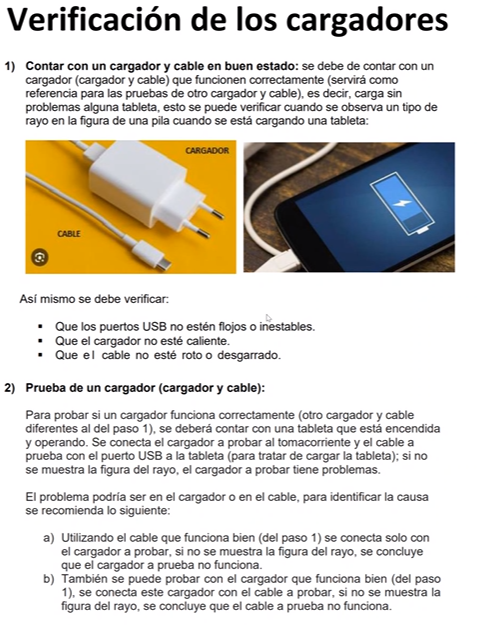 Verificación de los cargadores
1) Contar con un cargador y cable en buen estado: se debe de contar con un
cargador (cargador y cable) que funcionen correctamente (servirá como
referencia para las pruebas de otro cargador y cable), es decir, carga sin
problemas alguna tableta, esto se puede verificar cuando se observa un tipo de
rayo en la figura de una pila cuando se está cargando una tableta:
CARGADOR
CABLE
Así mismo se debe verificar:
▪ Que los puertos USB no estén flojos o inestables.
▪ Que el cargador no esté caliente.
▪ Que el cable no esté roto o desgarrado.
2) Prueba de un cargador (cargador y cable):
Para probar si un cargador funciona correctamente (otro cargador y cable
diferentes al del paso 1), se deberá contar con una tableta que está encendida
y operando. Se conecta el cargador a probar al tomacorriente y el cable a
prueba con el puerto USB a la tableta (para tratar de cargar la tableta); si no
se muestra la figura del rayo, el cargador a probar tiene problemas.
El problema podría ser en el cargador o en el cable, para identificar la causa
se recomienda lo siguiente:
a) Utilizando el cable que funciona bien (del paso 1) se conecta solo con
el cargador a probar, si no se muestra la figura del rayo, se concluye
que el cargador a prueba no funciona.
b) También se puede probar con el cargador que funciona bien (del paso
1), se conecta este cargador con el cable a probar, si no se muestra la
figura del rayo, se concluye que el cable a prueba no funciona.